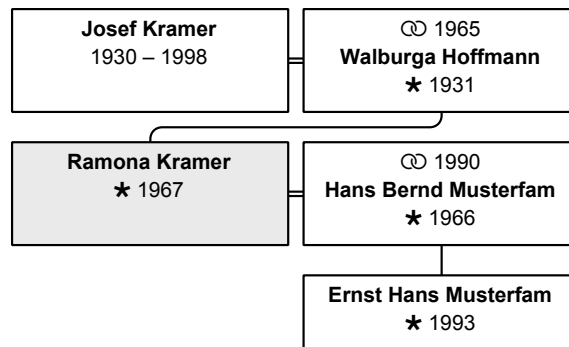 Josef Kramer
1930 – 1998
⚭ 1965
Walburga Hoffmann
* 1931
Ramona Kramer
* 1967
⚭ 1990
Hans Bernd Musterfam
* 1966
Ernst Hans Musterfam
* 1993